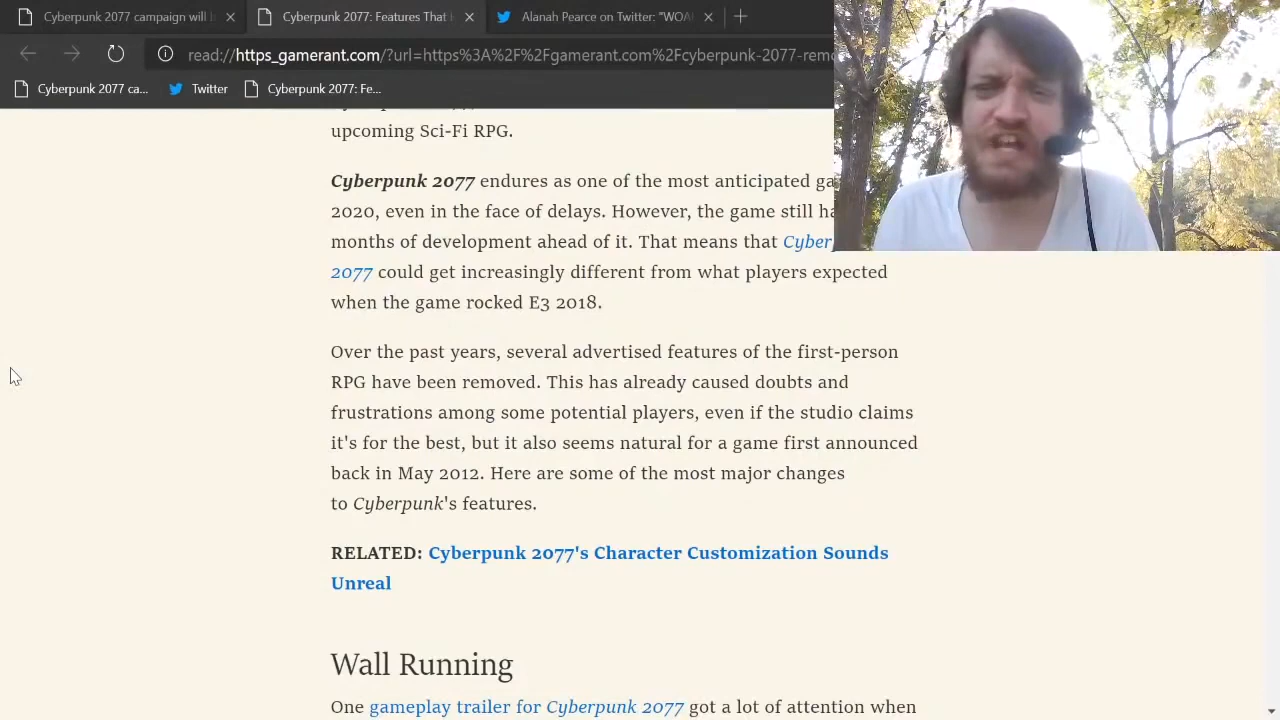 Cyberpunk 2077 campaign will
Cyberpunk 2077: Features That
Alanah Pearce on Twitter: "WOA
read://https_gamerant.com/?url=https%3A%2F%2Fgamerant.com%2Fcyberpunk-2077-rem
Cyberpunk 2077 ca...
Twitter
Cyberpunk 2077: Fe...
upcoming Sci-Fi RPG.
Cyberpunk 2077 endures as one of the most anticipated ga
2020, even in the face of delays. However, the game still ha
months of development ahead of it. That means that Cyber
2077 could get increasingly different from what players expected
when the game rocked E3 2018.
Over the past years, several advertised features of the first-person
RPG have been removed. This has already caused doubts and
frustrations among some potential players, even if the studio claims
it's for the best, but it also seems natural for a game first announced
back in May 2012. Here are some of the most major changes
to Cyberpunk's features.
RELATED: Cyberpunk 2077's Character Customization Sounds
Unreal
Wall Running
One gameplay trailer for Cyberpunk 2077 got a lot of attention when